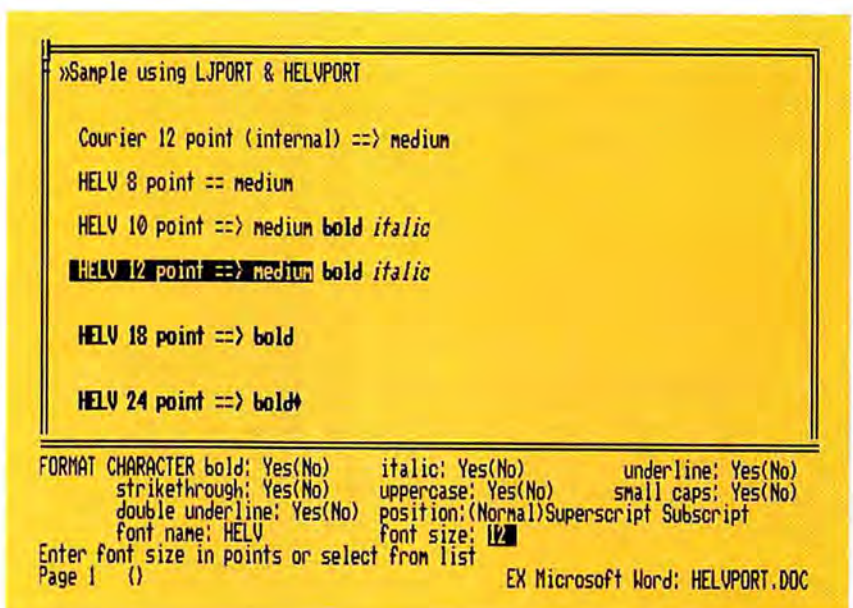 »Sample using LJPORT & HELVPORT
Courier 12 point (internal) ==> medium
HELV 8 point == medium
HELV 10 point ==> medium bold italic
HELV 12 point ==> medium bold italic
HELV 18 point ==> bold
HELV 24 point ==> bold♦
FORMAT CHARACTER bold: Yes(No) italic: Yes(No) underline: Yes(No)
strikethrough: Yes(No) uppercase: Yes(No) small caps: Yes(No)
double underline: Yes(No) position:(Normal)Superscript Subscript
font name: HELV font size: 12
Enter font size in points or select from list
Page 1 {} EX Microsoft Word: HELVPORT.DOC